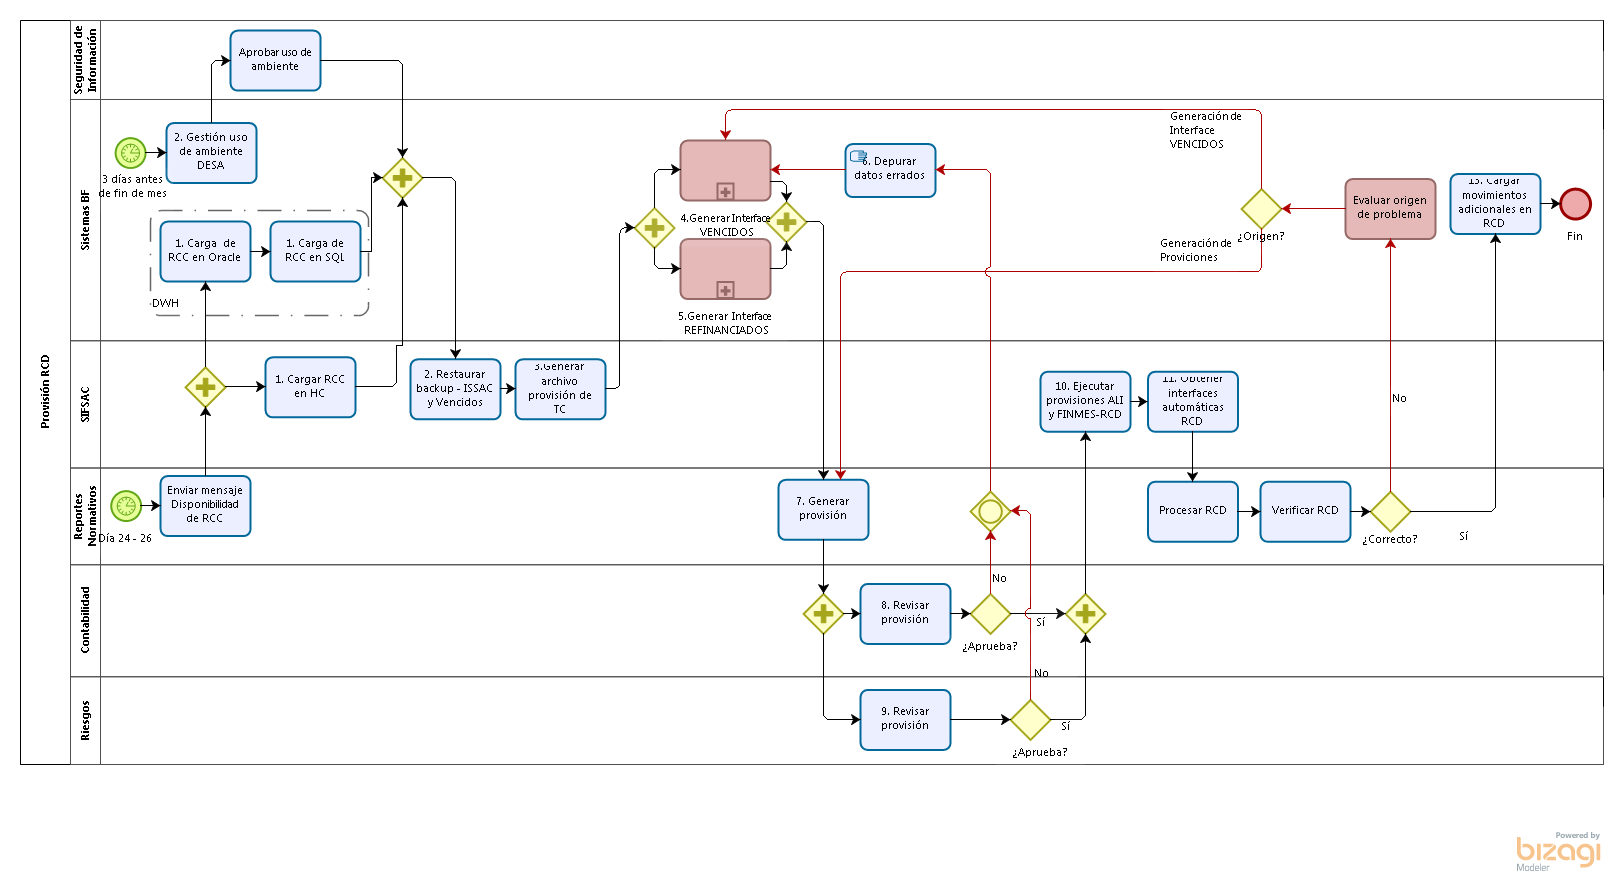 Provisión RCD
Seguridad de
Información
Aprobar uso de
ambiente
Sistemas BF
3 días antes
de fin de mes
2. Gestión uso
de ambiente
DESA
1. Carga de
RCC en Oracle
1. Carga de
RCC en SQL
DWH
4.Generar Interface
VENCIDOS
5.Generar Interface
REFINANCIADOS
6. Depurar
datos errados
Generación de
Interface
VENCIDOS
¿Origen?
Generación de
Proviciones
Evaluar origen
de problema
13. Cargar
movimientos
adicionales en
RCD
Fin
SIFSAC
1. Cargar RCC
en HC
2. Restaurar
backup - ISSAC
y Vencidos
3.Generar
archivo
provisión de
TC
10. Ejecutar
provisiones ALI
y FINMES-RCD
11. Obtener
interfaces
automáticas
RCD
No
Reportes
Normativos
Día 24 - 26
Enviar mensaje
Disponibilidad
de RCC
7. Generar
provisión
Procesar RCD
Verificar RCD
¿Correcto?
Sí
Contabilidad
8. Revisar
provisión
No
¿Aprueba?
Sí
Riesgos
9. Revisar
provisión
No
¿Aprueba?
Sí
Powered by
bizagi
Modeler